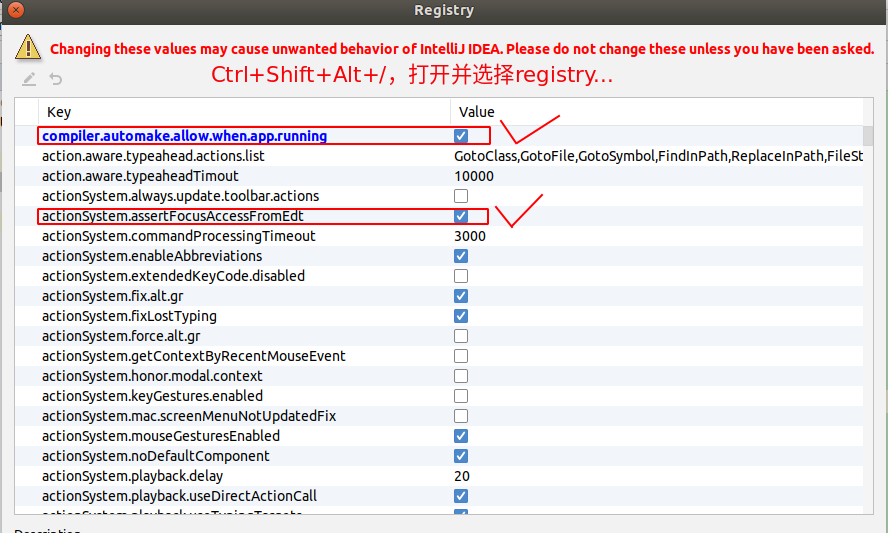 Registry
Changing these values may cause unwanted behavior of IntelliJ IDEA. Please do not change these unless you have been asked.
Ctrl+Shift+Alt+/，打开并选择registry...
Key Value
compiler.automake.allow.when.app.running
action.aware.typeahead.actions.list GotoClass,GotoFile,GotoSymbol,FindInPath,ReplaceInPath,FileSt
action.aware.typeaheadTimout 10000
actionSystem.always.update.toolbar.actions
actionSystem.assertFocusAccessFromEdt
actionSystem.commandProcessingTimeout 3000
actionSystem.enableAbbreviations
actionSystem.extendedKeyCode.disabled
actionSystem.fix.alt.gr
actionSystem.fixLostTyping
actionSystem.force.alt.gr
actionSystem.getContextByRecentMouseEvent
actionSystem.honor.modal.context
actionSystem.keyGestures.enabled
actionSystem.mac.screenMenuNotUpdatedFix
actionSystem.mouseGesturesEnabled
actionSystem.noDefaultComponent
actionSystem.playback.delay 20
actionSystem.playback.useDirectActionCall